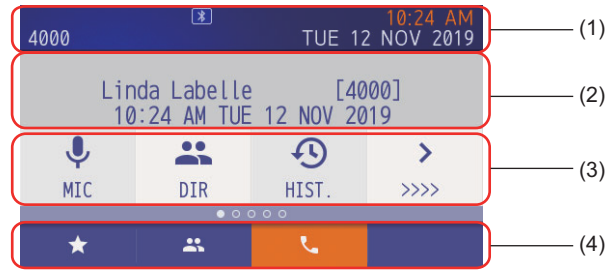 10:24 AM
4000 TUE 12 NOV 2019
(1)
Linda Labelle [4000]
10:24 AM TUE 12 NOV 2019
(2)
MIC DIR HIST. >>>>
(3)
(4)